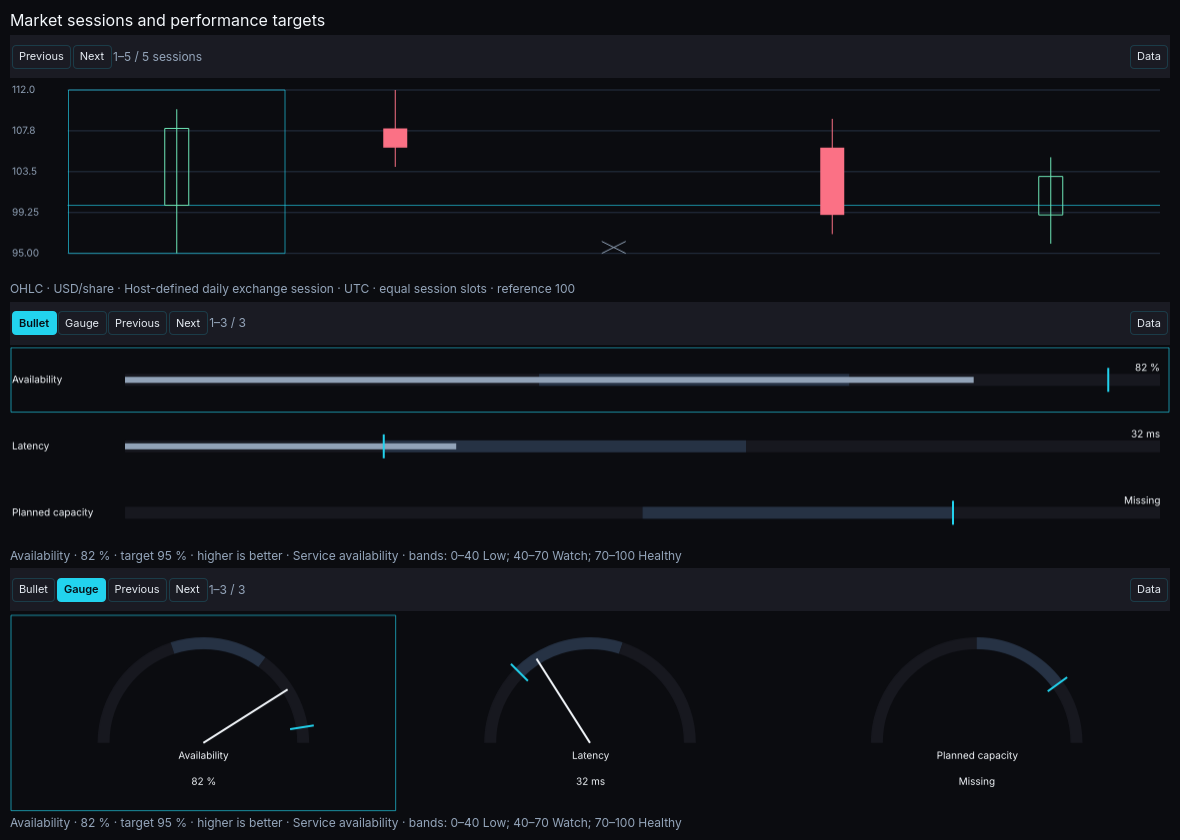 Market sessions and performance targets
Previous Next 1–5 / 5 sessions Data
112.0
107.8
103.5
99.25
95.00
OHLC · USD/share · Host-defined daily exchange session · UTC · equal session slots · reference 100
Bullet Gauge Previous Next 1–3 / 3 Data
82 %
Availability
32 ms
Latency
Missing
Planned capacity
Availability · 82 % · target 95 % · higher is better · Service availability · bands: 0–40 Low; 40–70 Watch; 70–100 Healthy
Bullet Gauge Previous Next 1–3 / 3 Data
Availability Latency Planned capacity
82 % 32 ms Missing
Availability · 82 % · target 95 % · higher is better · Service availability · bands: 0–40 Low; 40–70 Watch; 70–100 Healthy